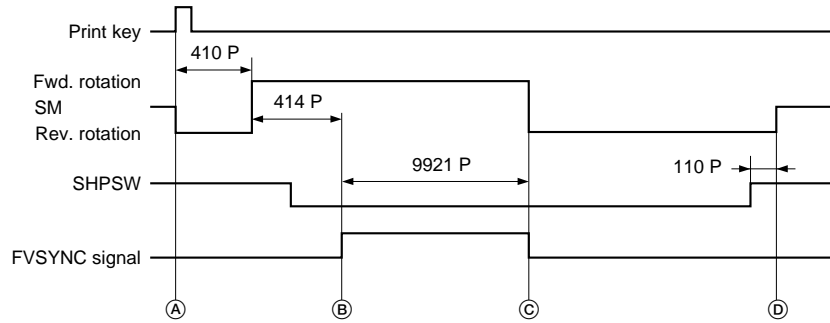 Print key
410 P
Fwd. rotation
SM
414 P
Rev. rotation
9921 P
110 P
SHPSW
FVSYNC signal
A B C D